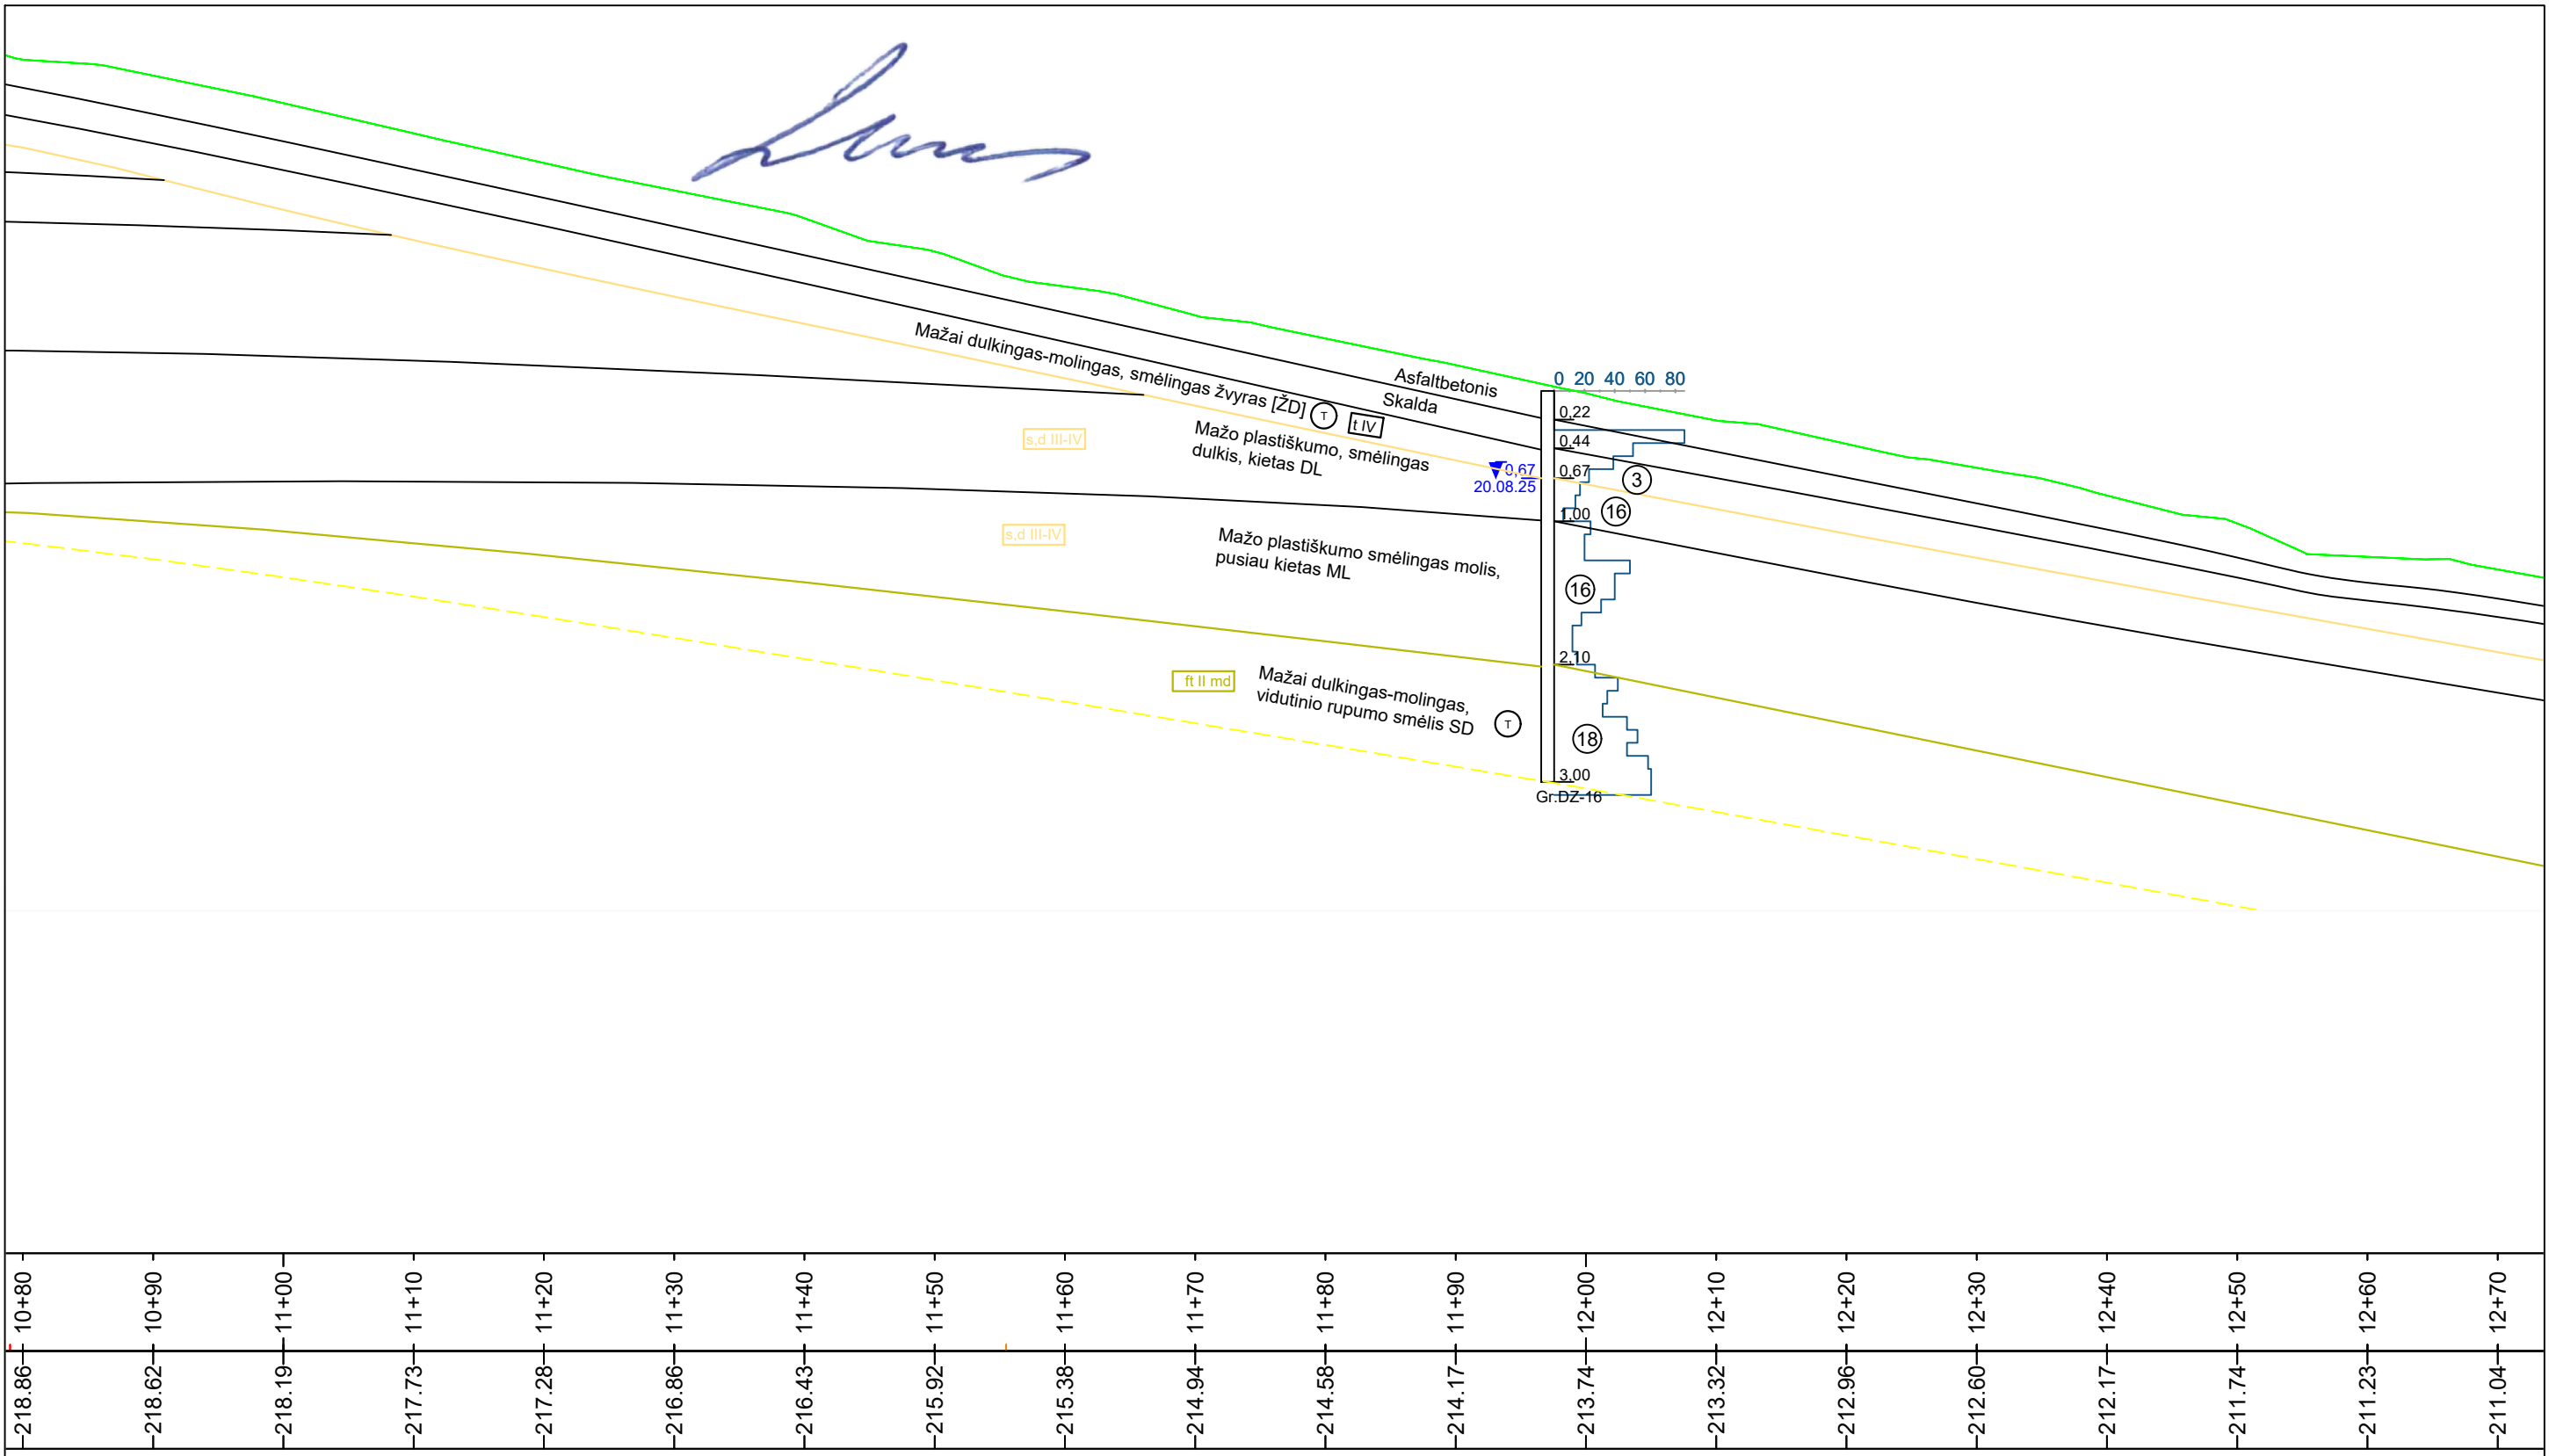 Asfaltbetonis
Skalda
Mažai dulkingas-molingas, smėlingas žvyras [ŽD] T t IV
Mažo plastiškumo, smėlingas
dulkis, kietas DL
s,d III-IV
0,67
20.08.25
s,d III-IV
Mažo plastiškumo smėlingas molis,
pusiau kietas ML
ft II md
Mažai dulkingas-molingas,
vidutinio rupumo smėlis SD T
0 20 40 60 80
0,22
0,44
0,67
3
16
1,00
16
2,10
18
3,00
Gr.DZ-16
10+80 10+90 11+00 11+10 11+20 11+30 11+40 11+50 11+60 11+70 11+80 11+90 12+00 12+10 12+20 12+30 12+40 12+50 12+60 12+70
218.86 218.62 218.19 217.73 217.28 216.86 216.43 215.92 215.38 214.94 214.58 214.17 213.74 213.32 212.96 212.60 212.17 211.74 211.23 211.04